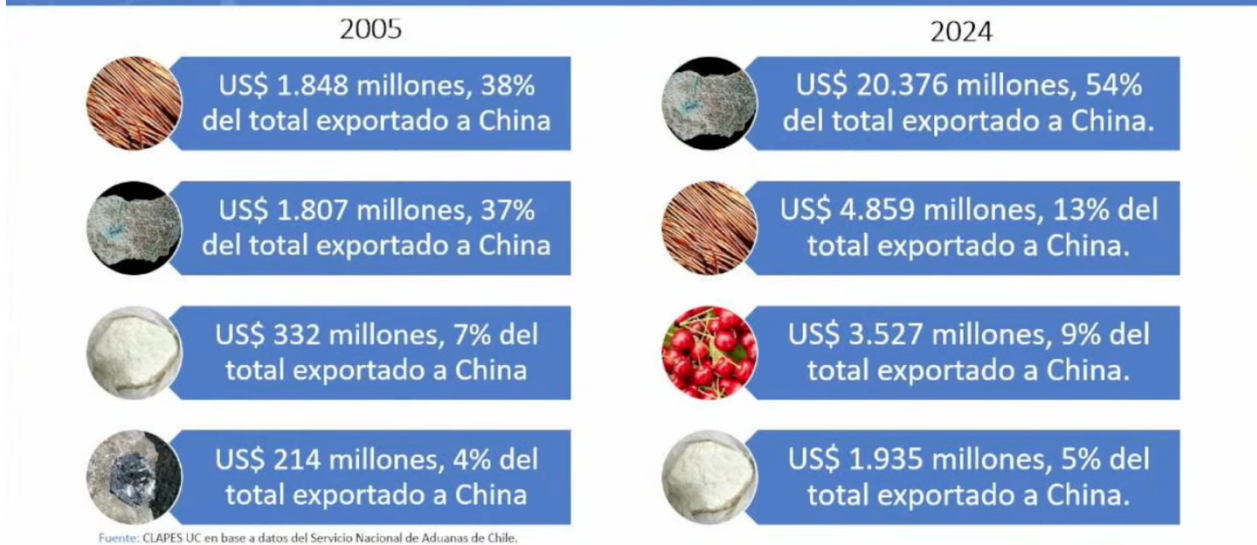 2005
US$ 1.848 millones, 38%
del total exportado a China
US$ 1.807 millones, 37%
del total exportado a China
US$ 332 millones, 7% del
total exportado a China
US$ 214 millones, 4% del
total exportado a China
2024
US$ 20.376 millones, 54%
del total exportado a China.
US$ 4.859 millones, 13% del
total exportado a China.
US$ 3.527 millones, 9% del
total exportado a China.
US$ 1.935 millones, 5% del
total exportado a China.
Fuente: CLAPES UC en base a datos del Servicio Nacional de Aduanas de Chile.